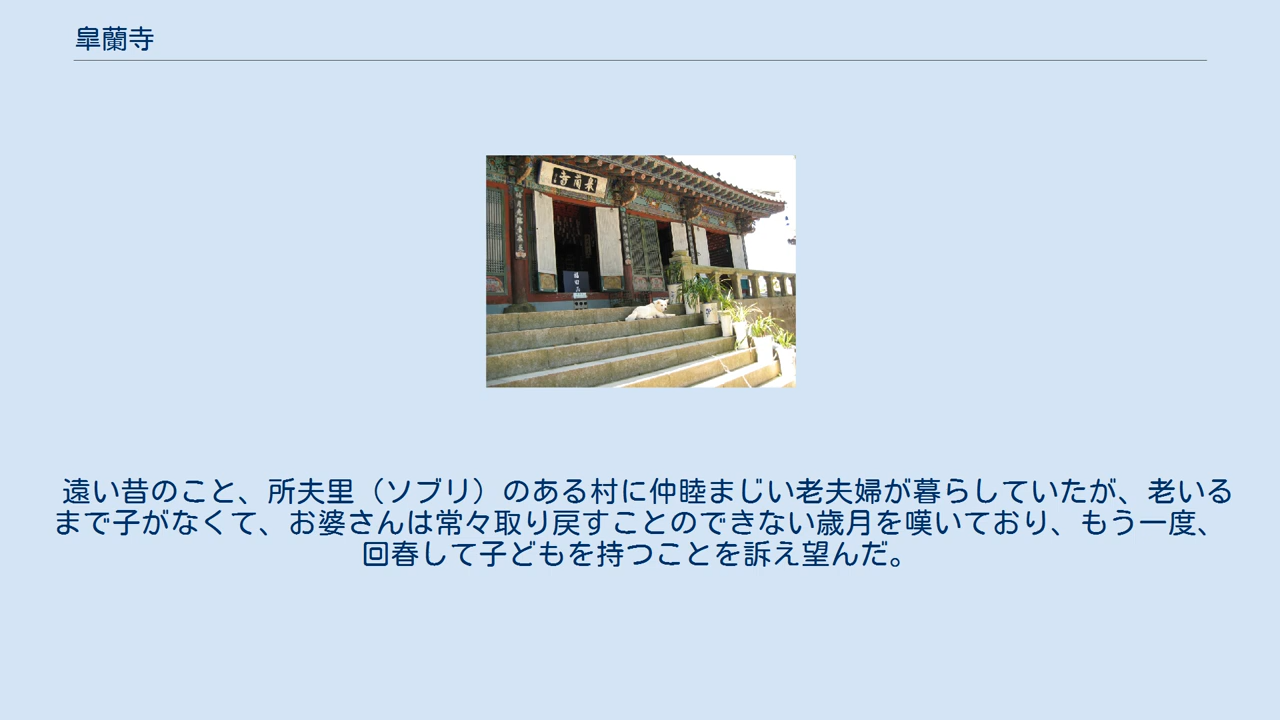 皐蘭寺
遠い昔のこと、所夫里（ソブリ）のある村に仲睦まじい老夫婦が暮らしていたが、老いる
まで子がなくて、お婆さんは常々取り戻すことのできない歳月を嘆いており、もう一度、
回春して子どもを持つことを訴え望んだ。